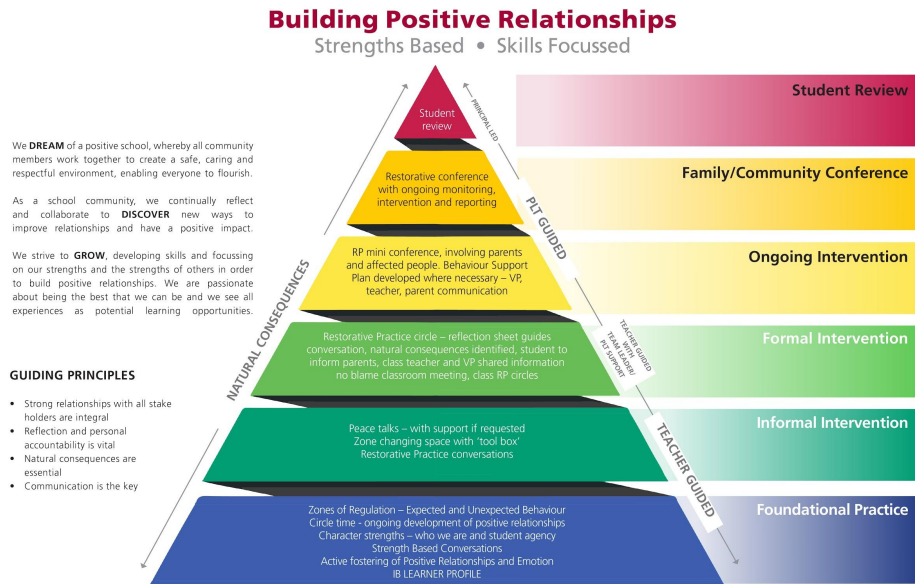 Building Positive Relationships
Strengths Based • Skills Focussed
We DREAM of a positive school, whereby all community
members work together to create a safe, caring and
respectful environment, enabling everyone to flourish.
As a school community, we continually reflect
and collaborate to DISCOVER new ways to
improve relationships and have a positive impact.
We strive to GROW, developing skills and focussing
on our strengths and the strengths of others in order
to build positive relationships. We are passionate
about being the best that we can be and we see all
experiences as potential learning opportunities.
GUIDING PRINCIPLES
• Strong relationships with all stake
holders are integral
• Reflection and personal
accountability is vital
• Natural consequences are
essential
• Communication is the key
NATURAL CONSEQUENCES
Student
review
Restorative conference
with ongoing monitoring,
intervention and reporting
RP mini conference, involving parents
and affected people. Behaviour Support
Plan developed where necessary – VP,
teacher, parent communication
Restorative Practice circle – reflection sheet guides
conversation, natural consequences identified, student to
inform parents, class teacher and VP shared information
no blame classroom meeting, class RP circles
Peace talks – with support if requested
Zone changing space with ‘tool box’
Restorative Practice conversations
Zones of Regulation – Expected and Unexpected Behaviour
Circle time - ongoing development of positive relationships
Character strengths – who we are and student agency
Strength Based Conversations
Active fostering of Positive Relationships and Emotion
IB LEARNER PROFILE
PRINCIPAL LED
PLT GUIDED
TEACHER GUIDED
WITH
TEAM LEADER/
PLT SUPPORT
TEACHER GUIDED
Student Review
Family/Community Conference
Ongoing Intervention
Formal Intervention
Informal Intervention
Foundational Practice